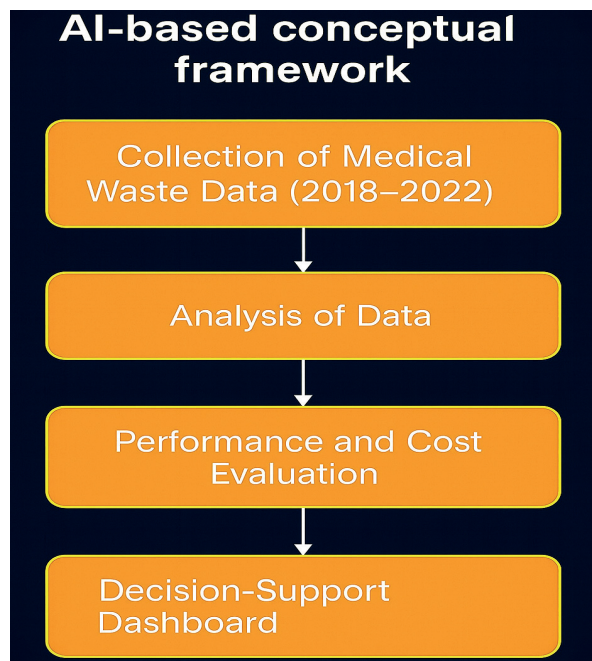 AI-based conceptual
framework
Collection of Medical
Waste Data (2018–2022)
Analysis of Data
Performance and Cost
Evaluation
Decision-Support
Dashboard